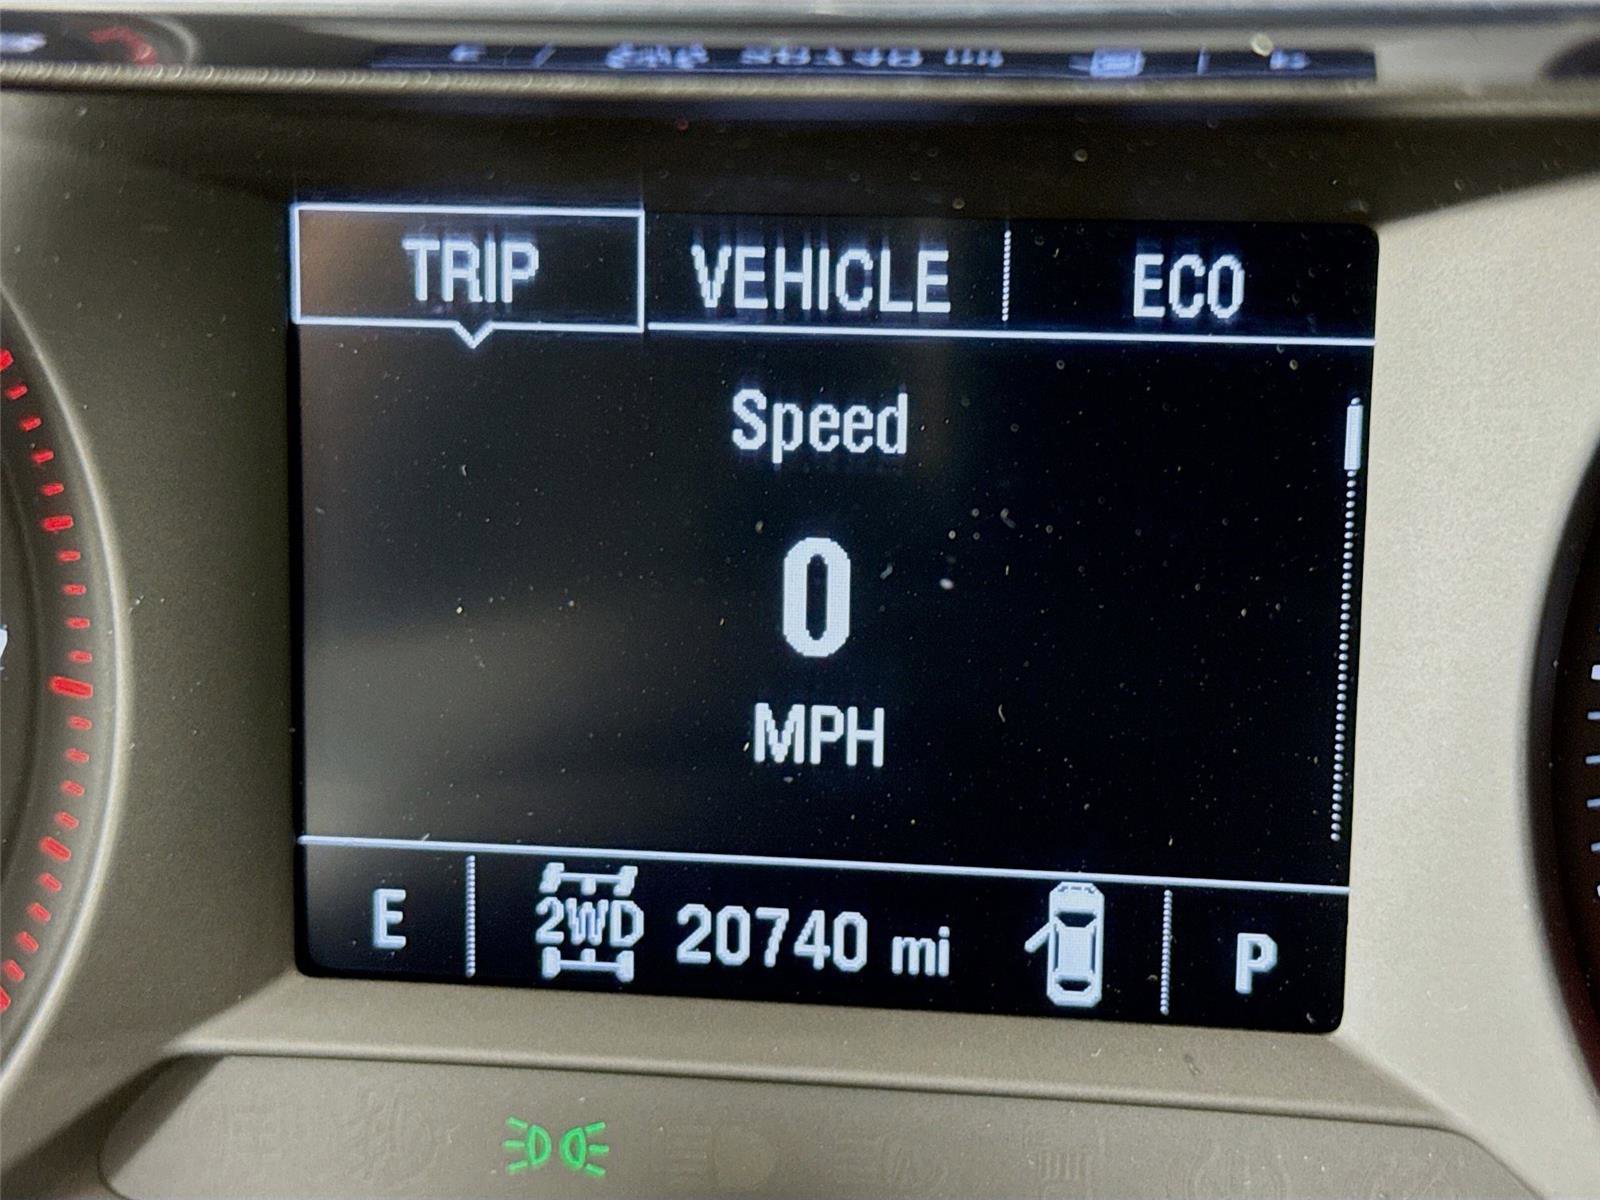 TRIP VEHICLE ECO
Speed
0
MPH
E 2WD 20740 mi P